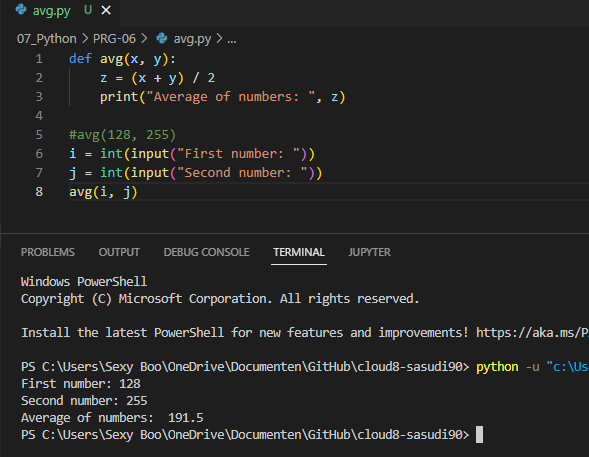 avg.py U ×
07_Python > PRG-06 > avg.py > ...
1 def avg(x, y):
2     z = (x + y) / 2
3     print("Average of numbers: ", z)
4
5 #avg(128, 255)
6 i = int(input("First number: "))
7 j = int(input("Second number: "))
8 avg(i, j)
PROBLEMS OUTPUT DEBUG CONSOLE TERMINAL JUPYTER
Windows PowerShell
Copyright (C) Microsoft Corporation. All rights reserved.
Install the latest PowerShell for new features and improvements! https://aka.ms/P
PS C:\Users\Sexy Boo\OneDrive\Documenten\GitHub\cloud8-sasudi90> python -u "c:\Use
First number: 128
Second number: 255
Average of numbers:  191.5
PS C:\Users\Sexy Boo\OneDrive\Documenten\GitHub\cloud8-sasudi90>